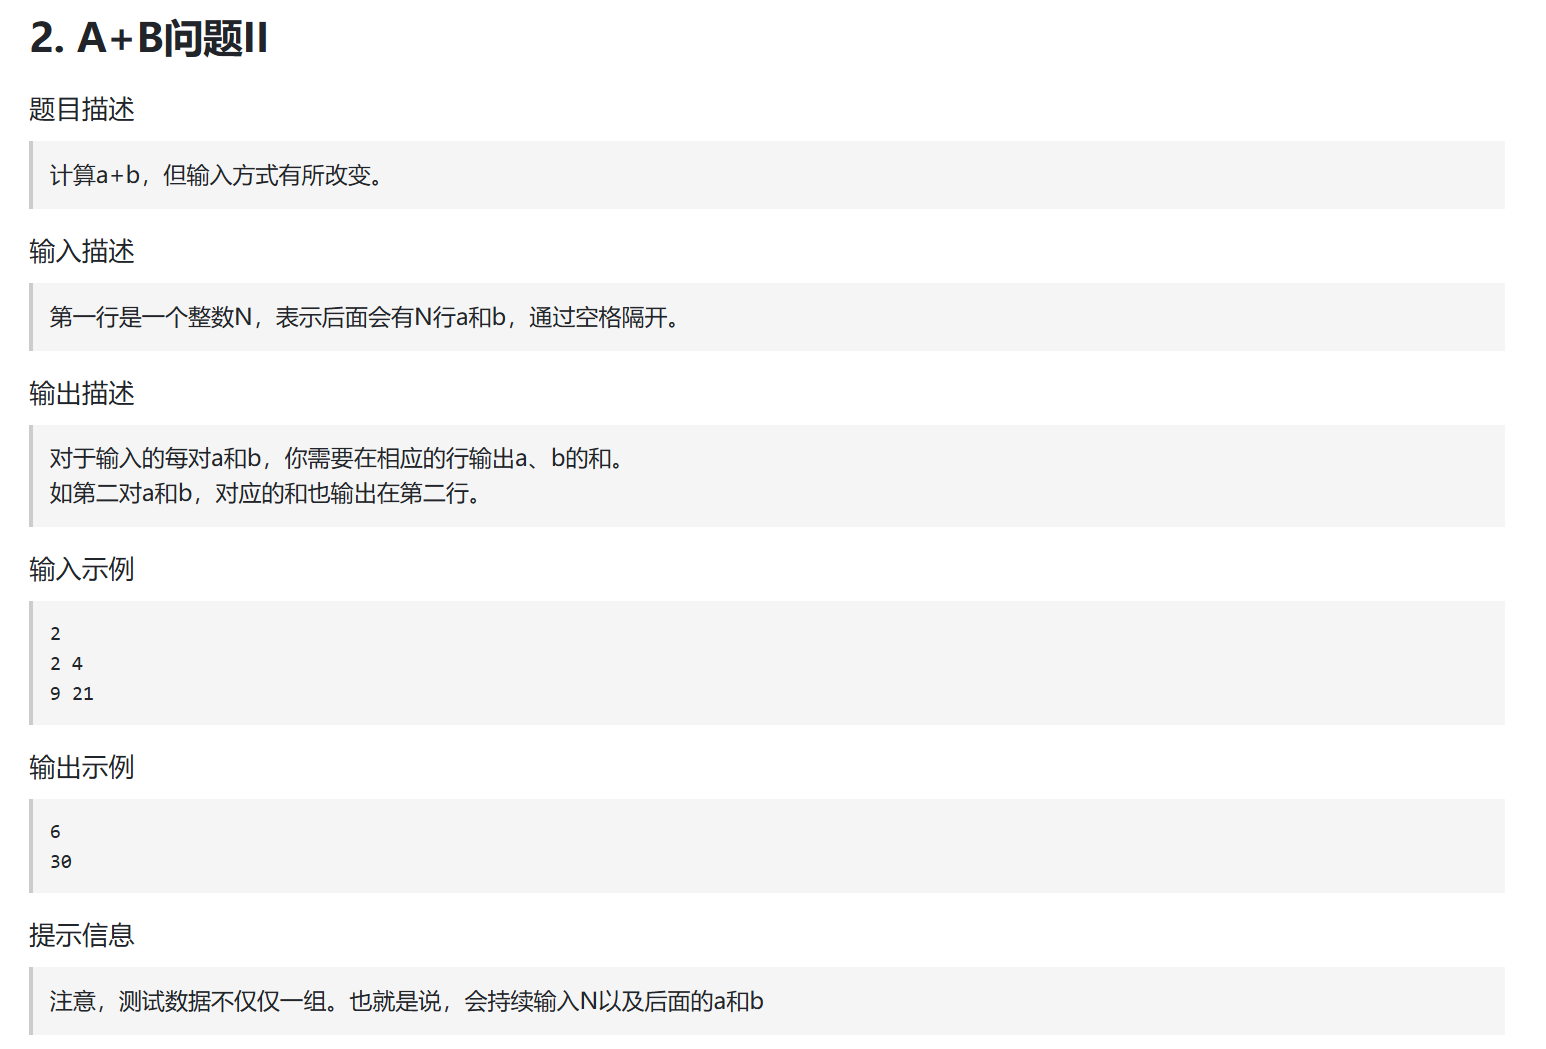 2. A+B问题II
题目描述
计算a+b，但输入方式有所改变。
输入描述
第一行是一个整数N，表示后面会有N行a和b，通过空格隔开。
输出描述
对于输入的每对a和b，你需要在相应的行输出a、b的和。
如第二对a和b，对应的和也输出在第二行。
输入示例
2
2 4
9 21
输出示例
6
30
提示信息
注意，测试数据不仅仅一组。也就是说，会持续输入N以及后面的a和b